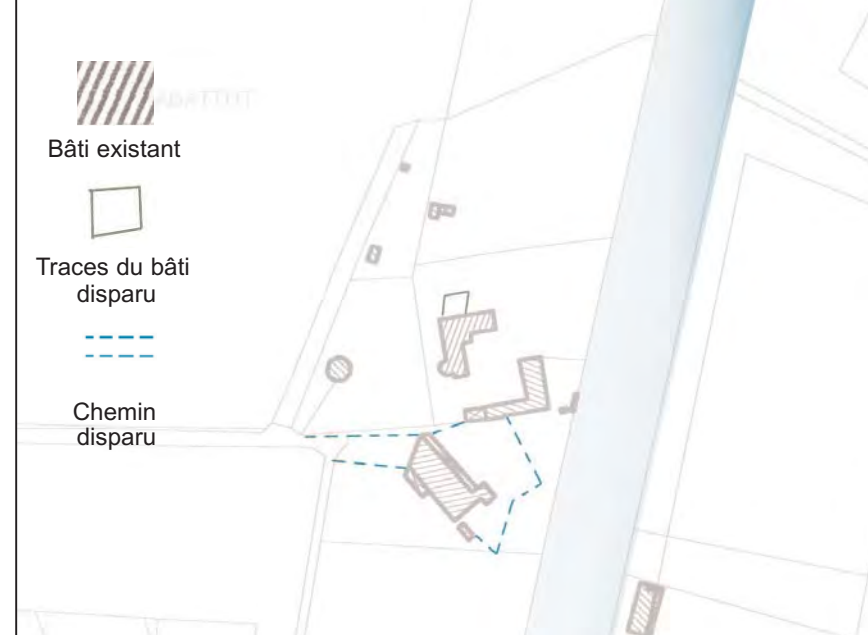 Bâti existant
Traces du bâti
disparu
Chemin
disparu